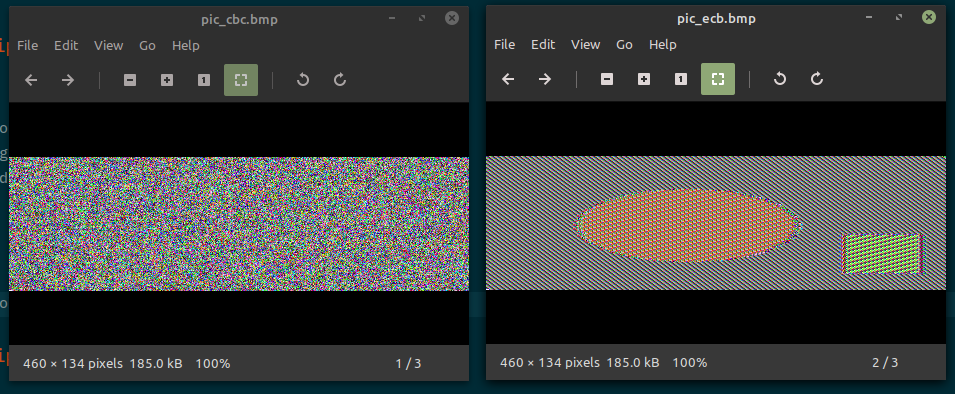 pic_cbc.bmp
File Edit View Go Help
1
460 × 134 pixels 185.0 kB 100% 1 / 3
pic_ecb.bmp
File Edit View Go Help
1
460 × 134 pixels 185.0 kB 100% 2 / 3